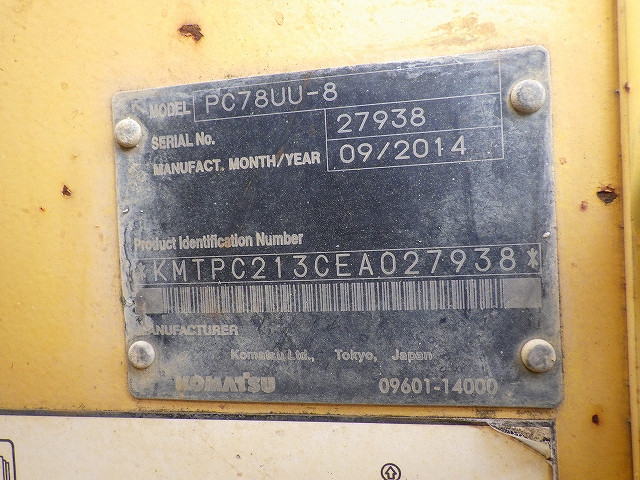 MODEL PC78UU-8
SERIAL No. 27938
MANUFACT. MONTH/YEAR 09/2014
Product Identification Number
*KMTPC213CEA027938*
MANUFACTURER
Komatsu Ltd., Tokyo, Japan
KOMATSU 09601-14000